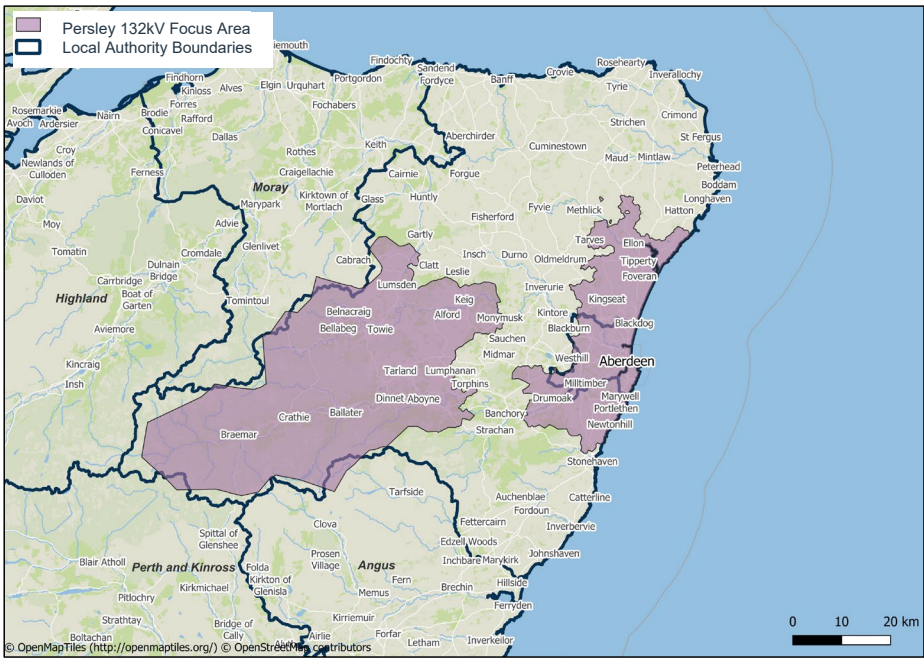 Persley 132kV Focus Area
Local Authority Boundaries
Findochty
Sandend
Fordyce
Portgordon
Banff
Crovie
Rosehearty
Inverallochy
Tyrie
Findhorn
Kinloss
Alves
Elgin
Urquhart
Forres
Rafford
Fochabers
Rosemarkie
Avoch
Ardersier
Nairn
Brodie
Conicavel
Dallas
Keith
Aberchirder
Strichen
Crimond
St Fergus
Croy
Newlands of
Culloden
Ferness
Rothes
Craigellachie
Cairnie
Forgue
Cuminestown
Maud
Mintlaw
Peterhead
Boddam
Longhaven
Daviot
Moray
Marypark
Kirktown of
Mortlach
Glass
Huntly
Fyvie
Methlick
Hatton
Moy
Advie
Fisherford
Tomatin
Cromdale
Glenlivet
Gartly
Cabrach
Clatt
Leslie
Insch
Durno
Oldmeldrum
Tarves
Ellon
Tipperty
Foveran
Carrbridge
Dulnain
Bridge
Boat of
Garten
Highland
Tomintoul
Lumsden
Inverurie
Kingseat
Aviemore
Belnacraig
Bellabeg
Towie
Keig
Alford
Monymusk
Kintore
Blackburn
Blackdog
Sauchen
Midmar
Westhill
Aberdeen
Kincraig
Insh
Tarland
Lumphanan
Torphins
Milltimber
Drumoak
Marywell
Portlethen
Newtonhill
Braemar
Crathie
Ballater
Dinnet
Aboyne
Banchory
Strachan
Stonehaven
Tarfside
Auchenblae
Fordoun
Catterline
Fettercairn
Inverbervie
Spittal of
Glenshee
Clova
Edzell Woods
Inchbare
Marykirk
Johnshaven
Blair Atholl
Perth and Kinross
Folda
Kirkton of
Glenisla
Prosen
Village
Angus
Fern
Memus
Brechin
Hillside
Ferryden
Pitlochry
Kirkmichael
Strathtay
Boltachan
Bridge of
Cally
Kirriemuir
Airlie
Forfar
Letham
Inverkeilor
0 10 20 km
© OpenMapTiles (http://openmaptiles.org/) © OpenStreetMap contributors